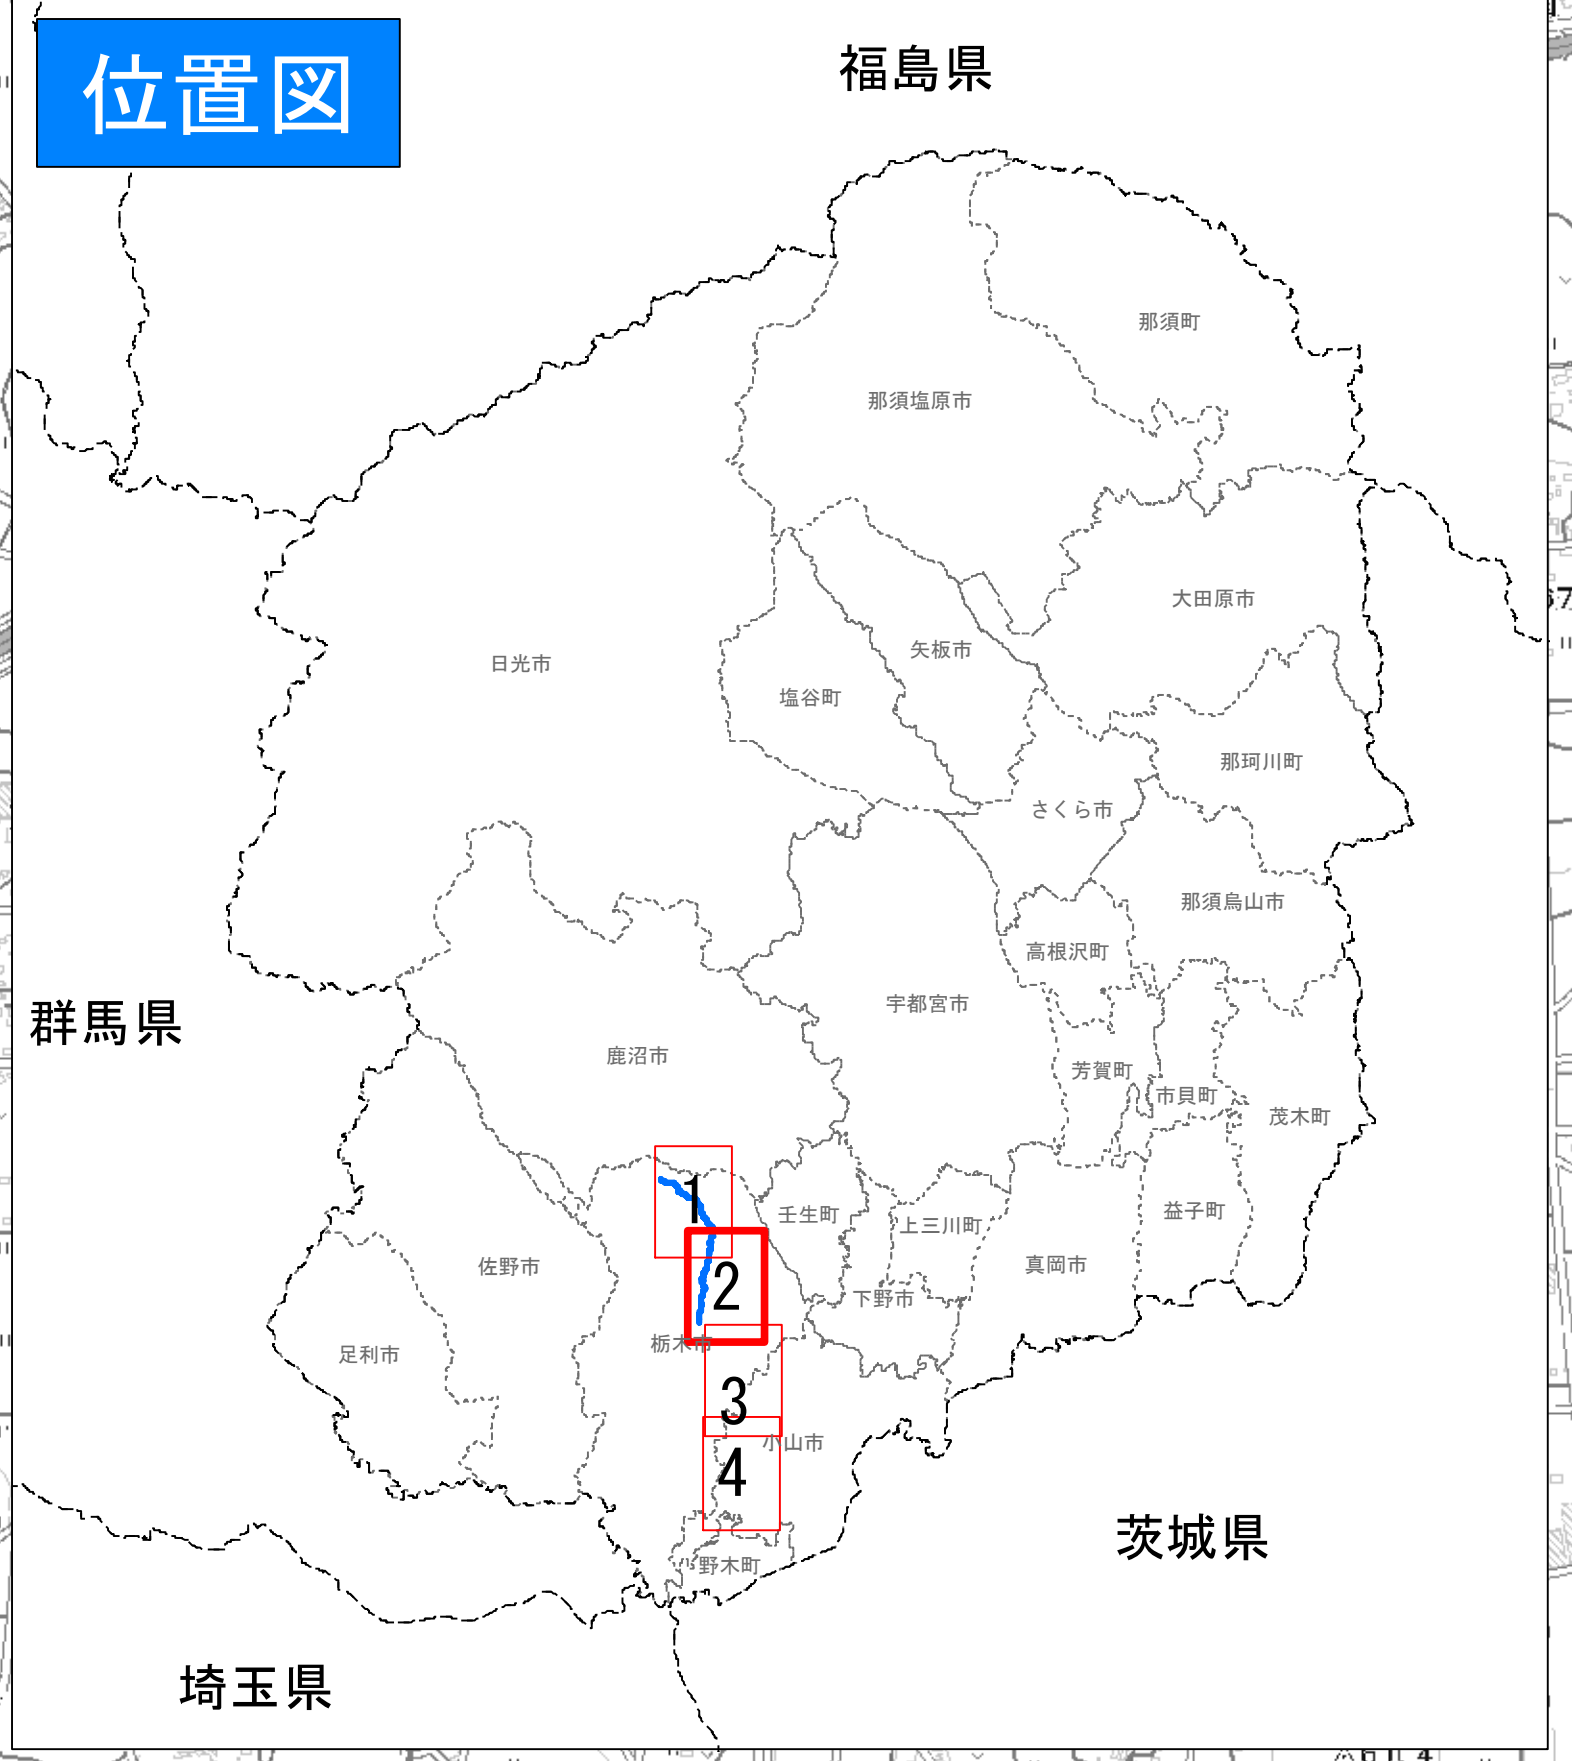 位置図
福島県
那須町
那須塩原市
大田原市
矢板市
日光市
塩谷町
那珂川町
さくら市
那須烏山市
高根沢町
宇都宮市
群馬県
鹿沼市
芳賀町
市貝町
茂木町
1
壬生町
上三川町
益子町
佐野市
真岡市
2
下野市
栃木市
足利市
3
小山市
4
茨城県
野木町
埼玉県